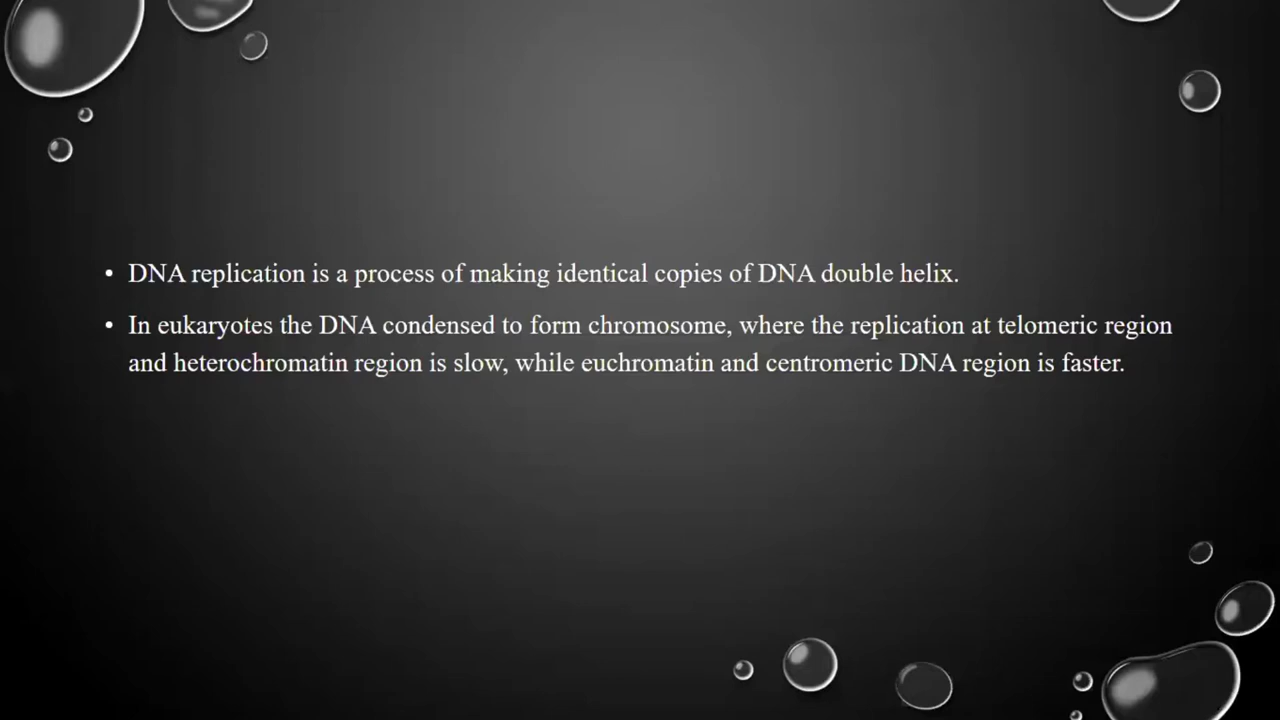 • DNA replication is a process of making identical copies of DNA double helix.
• In eukaryotes the DNA condensed to form chromosome, where the replication at telomeric region
and heterochromatin region is slow, while euchromatin and centromeric DNA region is faster.